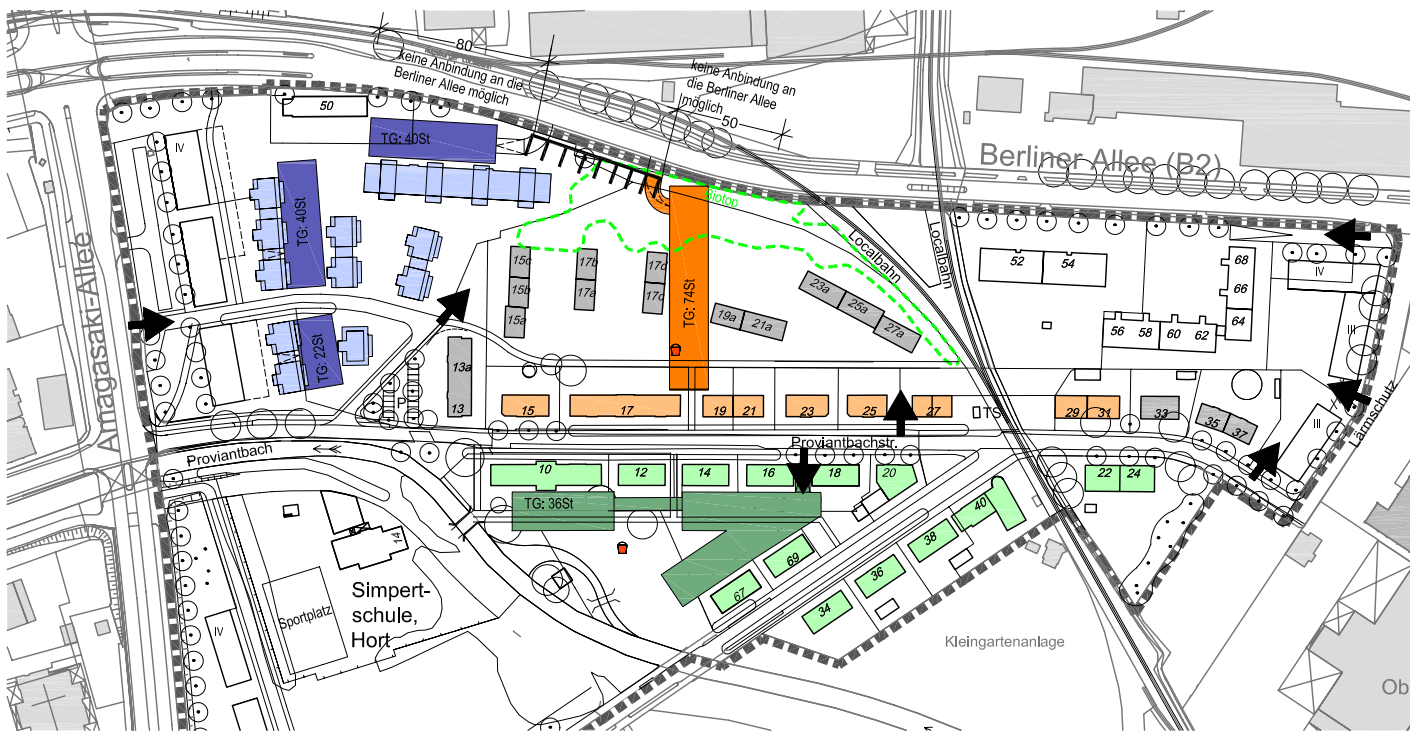 80
keine Anbindung an die
Berliner Allee möglich
keine Anbindung an
die Berliner Allee
möglich
50
50
TG: 40St
IV
Berliner Allee (B2)
Biotop
TG: 40St
Localbahn
Localbahn
Amagasaki-Allee
15c
15b
15a
17b
17a
17d
17c
TG: 74St
23a
25a
27a
19a
21a
52
54
68
66
64
IV
III
56
58
60
62
TG: 22St
13a
13
P
15
17
19
21
23
25
27
TS
29
31
33
35
37
III
Lärmschutz
Proviantbach
Proviantbachstr.
10
12
14
16
18
20
22
24
TG: 36St
40
38
36
34
69
67
14
Simpert-
schule,
Hort
Sportplatz
IV
Kleingartenanlage
Ob